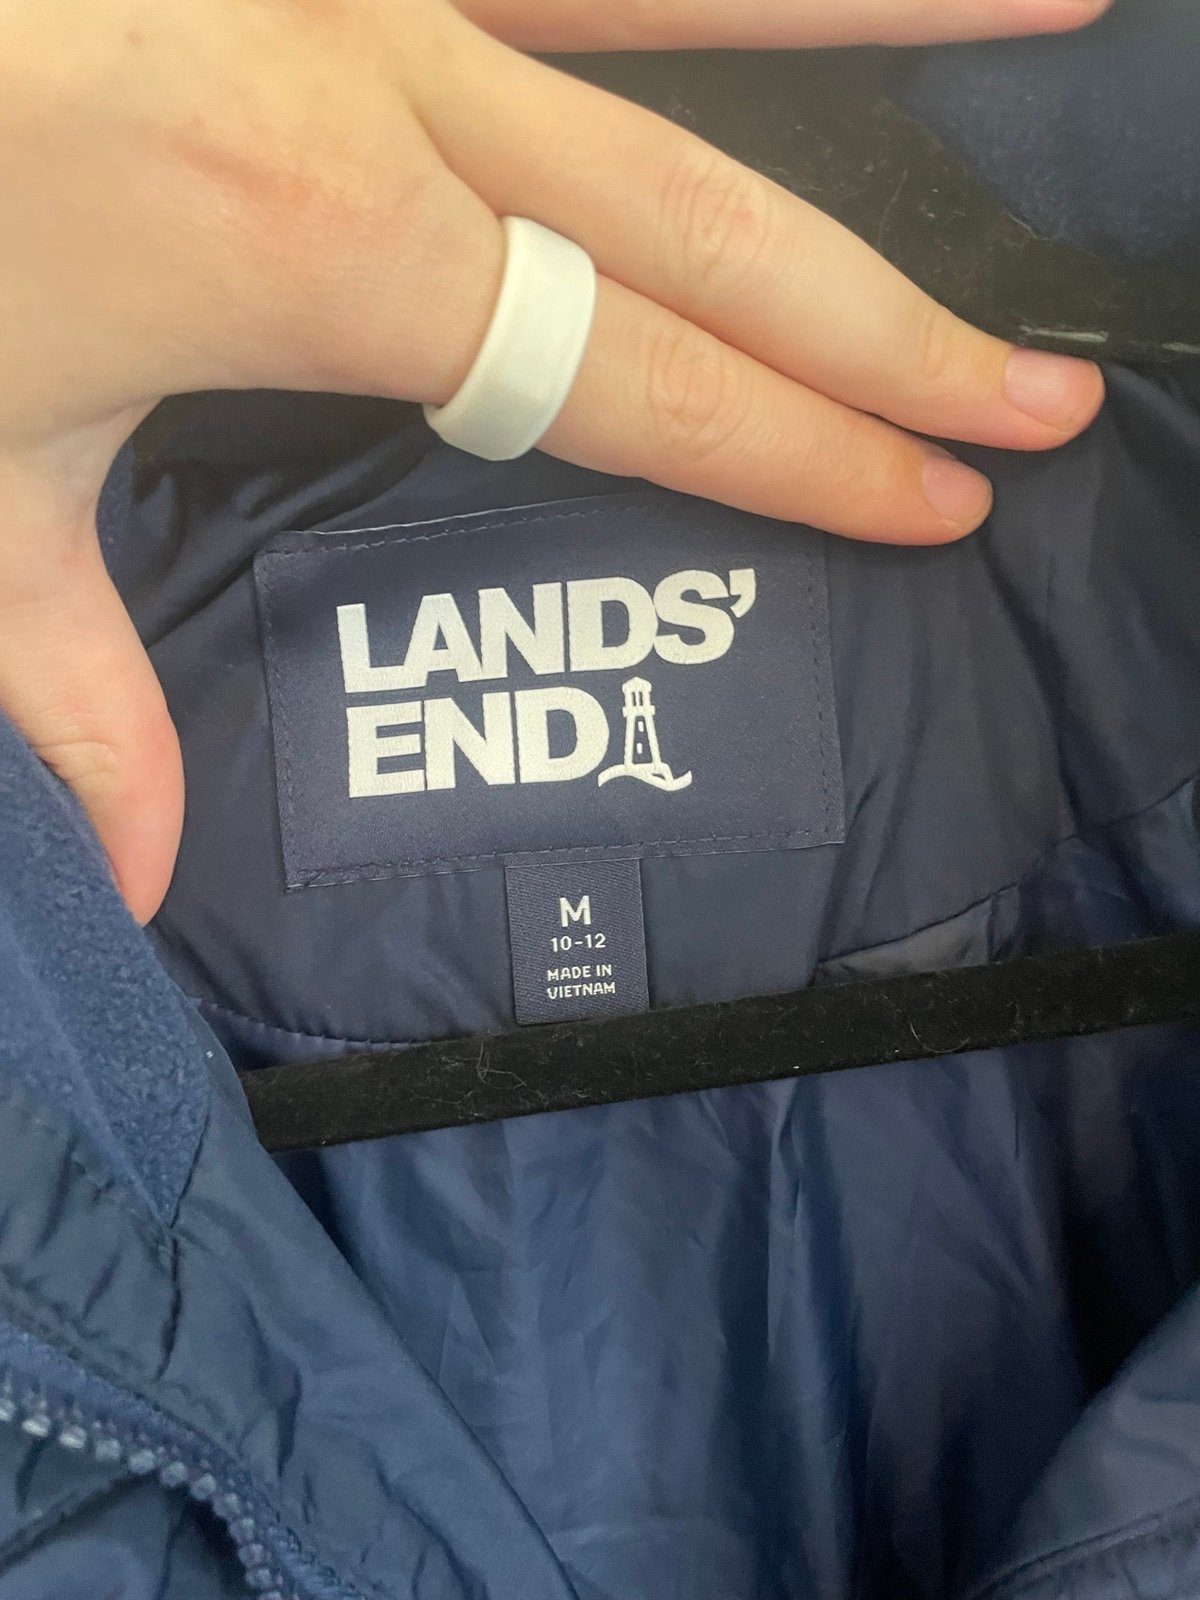 LANDS'
END
M
10-12
MADE IN
VIETNAM